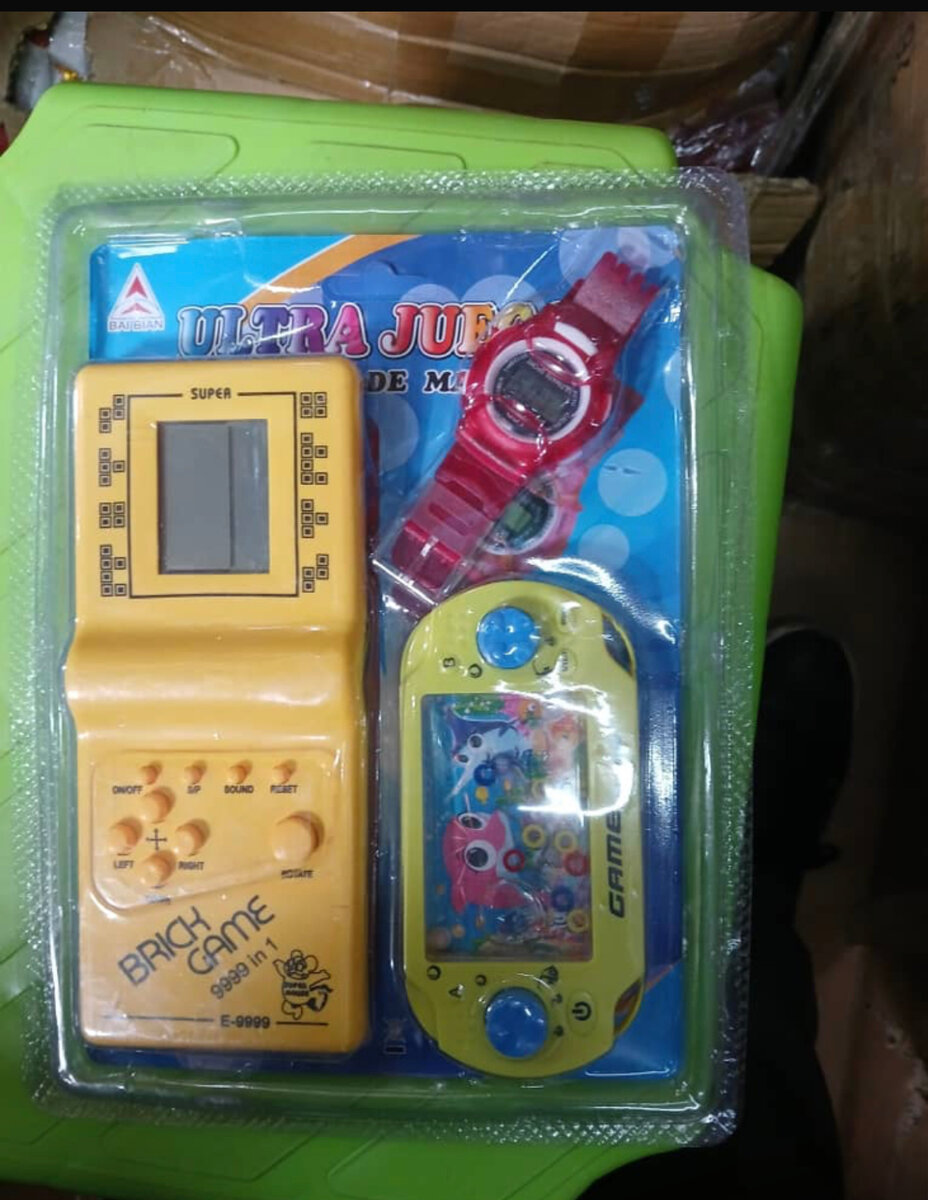 BAI BIAN
ULTRA JUEG
DE MA
SUPER
ON/OFF S/P SOUND RESET
LEFT RIGHT
ROTATE
BRICK
GAME
9999 in 1
E-9999
B
GAME
A